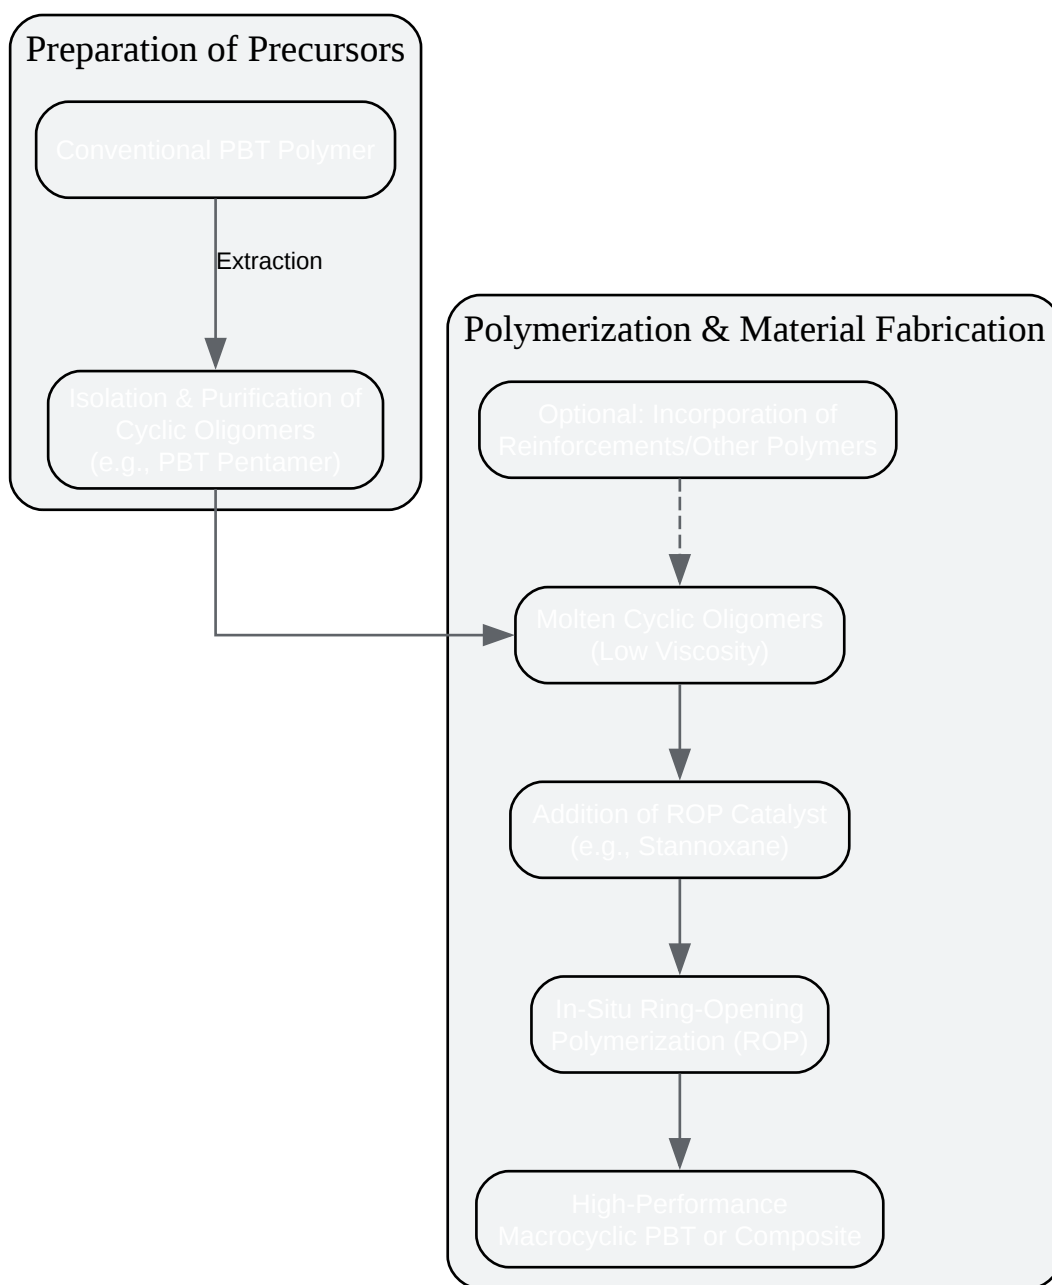 Preparation of Precursors
Conventional PBT Polymer
Extraction
Isolation & Purification of
Cyclic Oligomers
(e.g., PBT Pentamer)
Polymerization & Material Fabrication
Optional: Incorporation of
Reinforcements/Other Polymers
Molten Cyclic Oligomers
(Low Viscosity)
Addition of ROP Catalyst
(e.g., Stannoxane)
In-Situ Ring-Opening
Polymerization (ROP)
High-Performance
Macrocyclic PBT or Composite